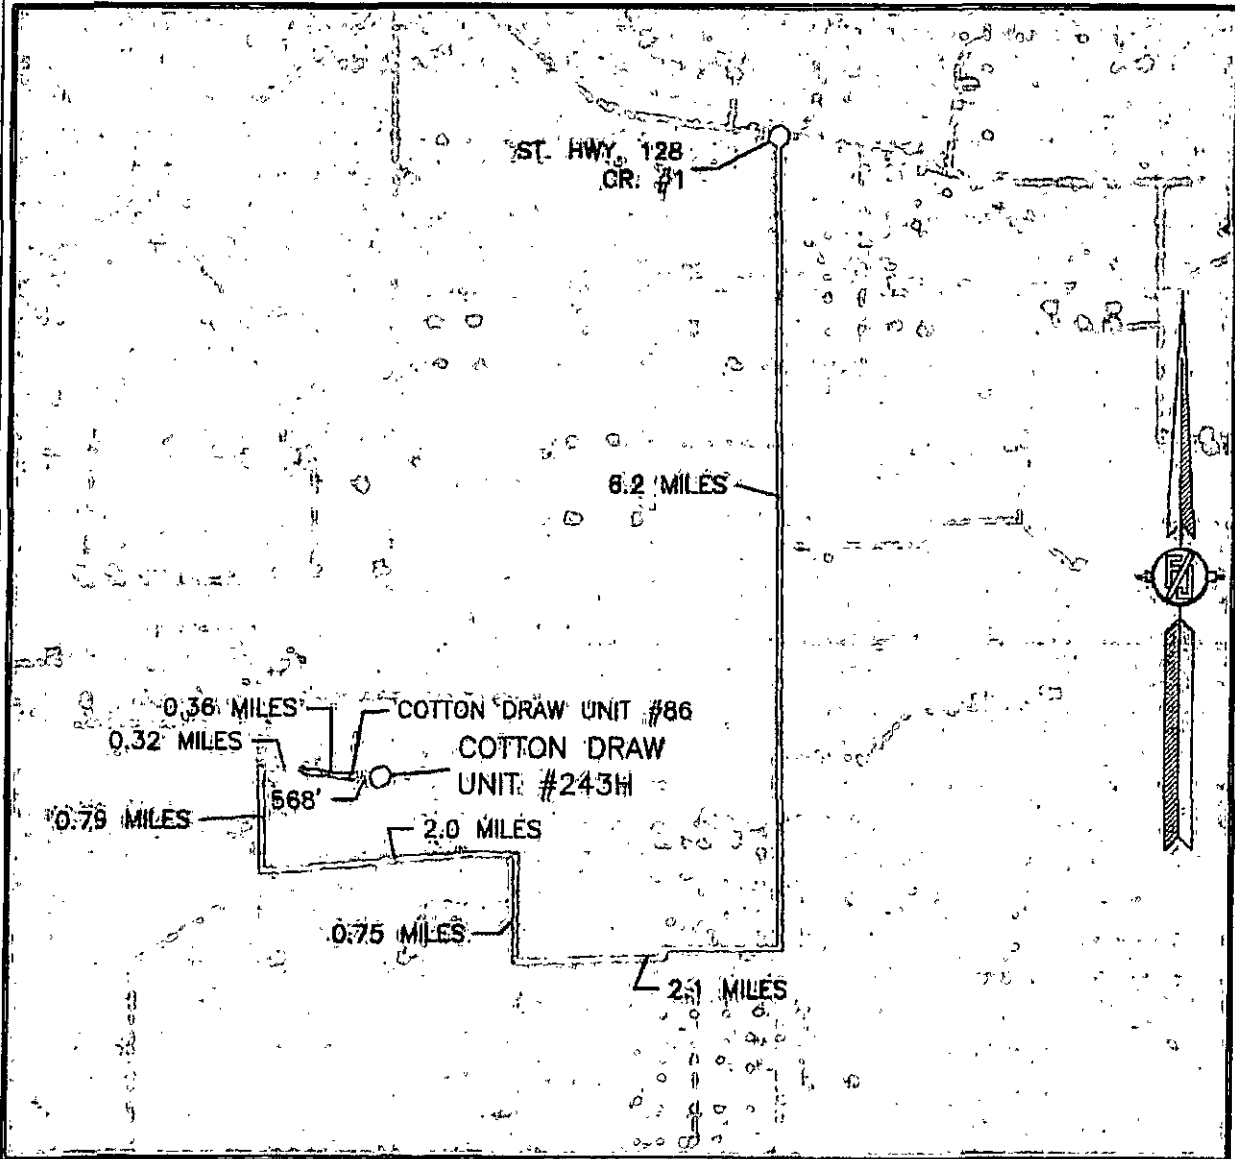 ST. HWY. 128
CR. #1
6.2 MILES
0.36 MILES
COTTON DRAW UNIT #86
0.32 MILES
COTTON DRAW
UNIT #243H
568'
0.79 MILES
2.0 MILES
0.75 MILES
2.1 MILES